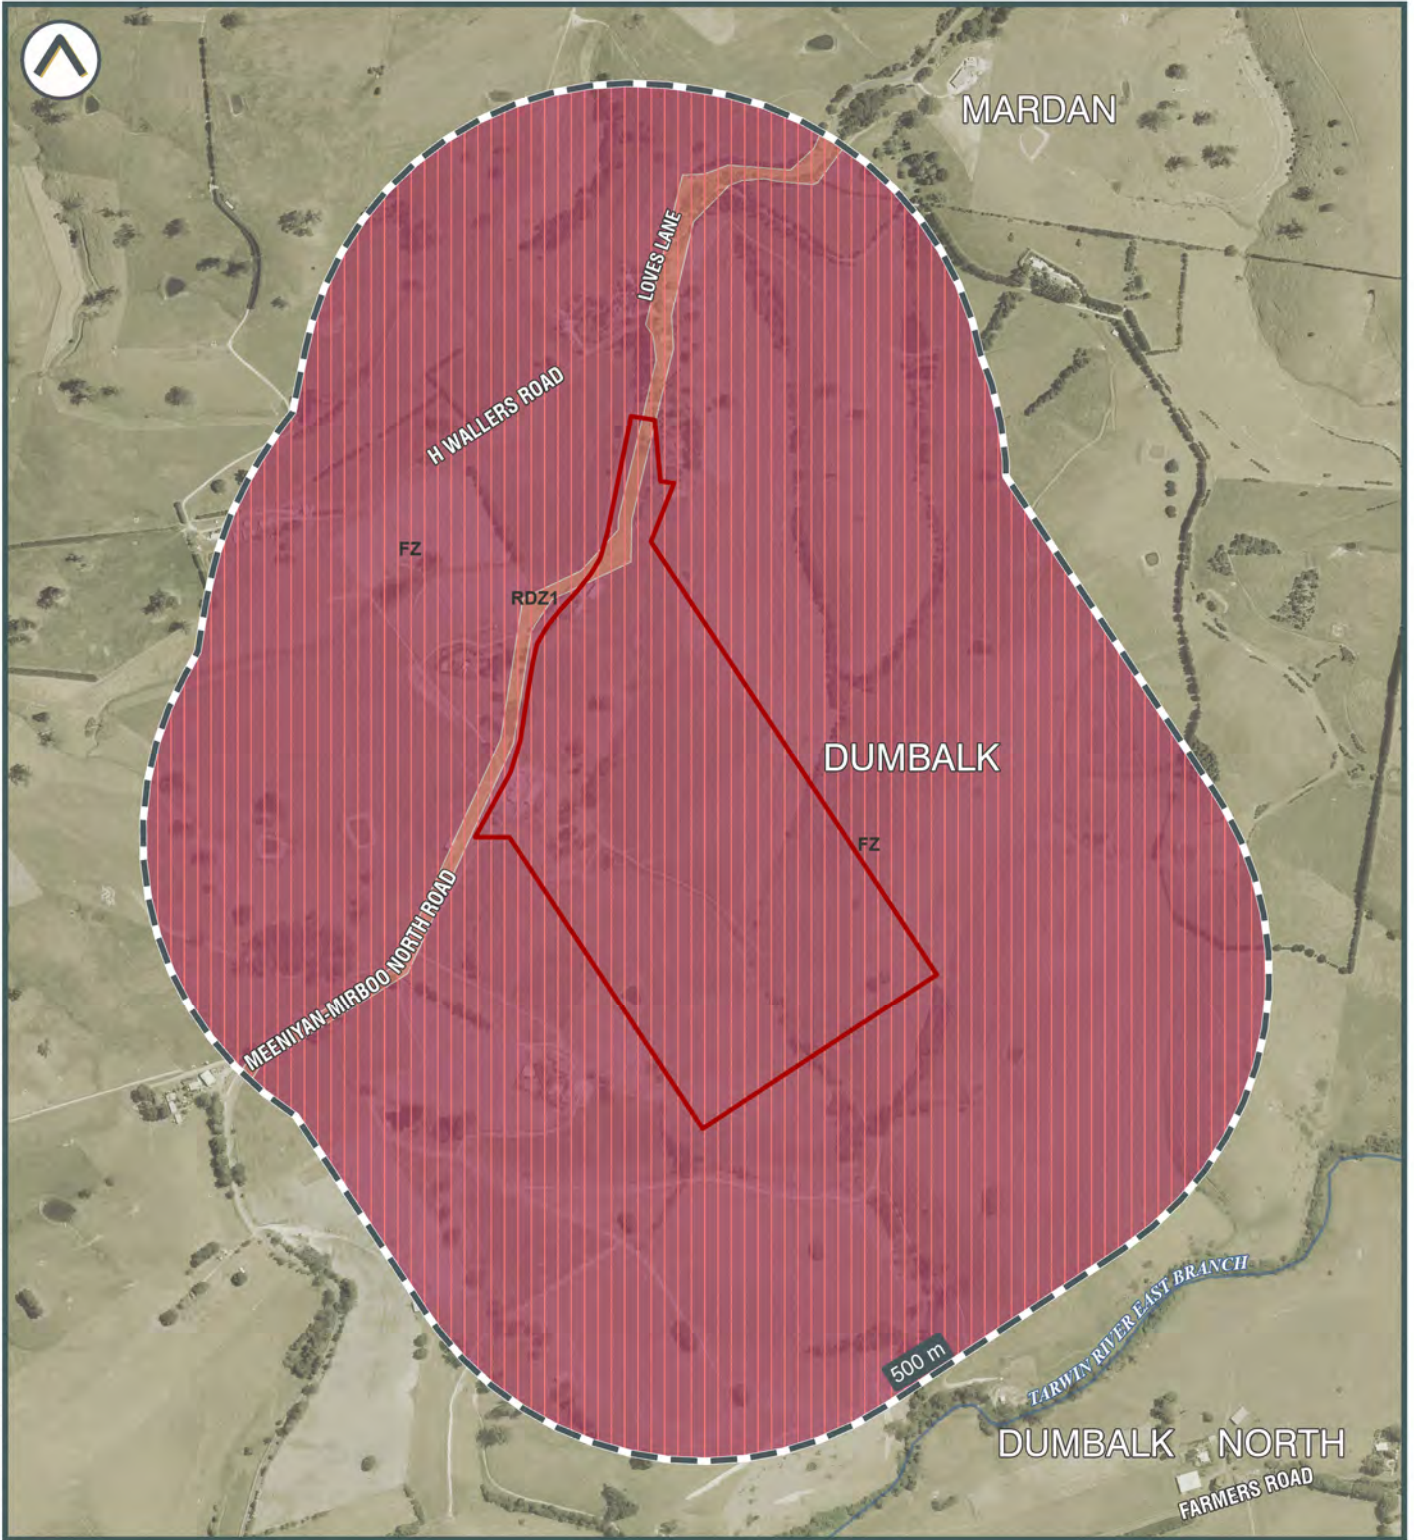 MARDAN
LOVES LANE
H WALLERS ROAD
FZ
RDZ1
DUMBALK
FZ
MEENIYAN-MIRBOO NORTH ROAD
500 m
TARWIN RIVER EAST BRANCH
DUMBALK NORTH
FARMERS ROAD